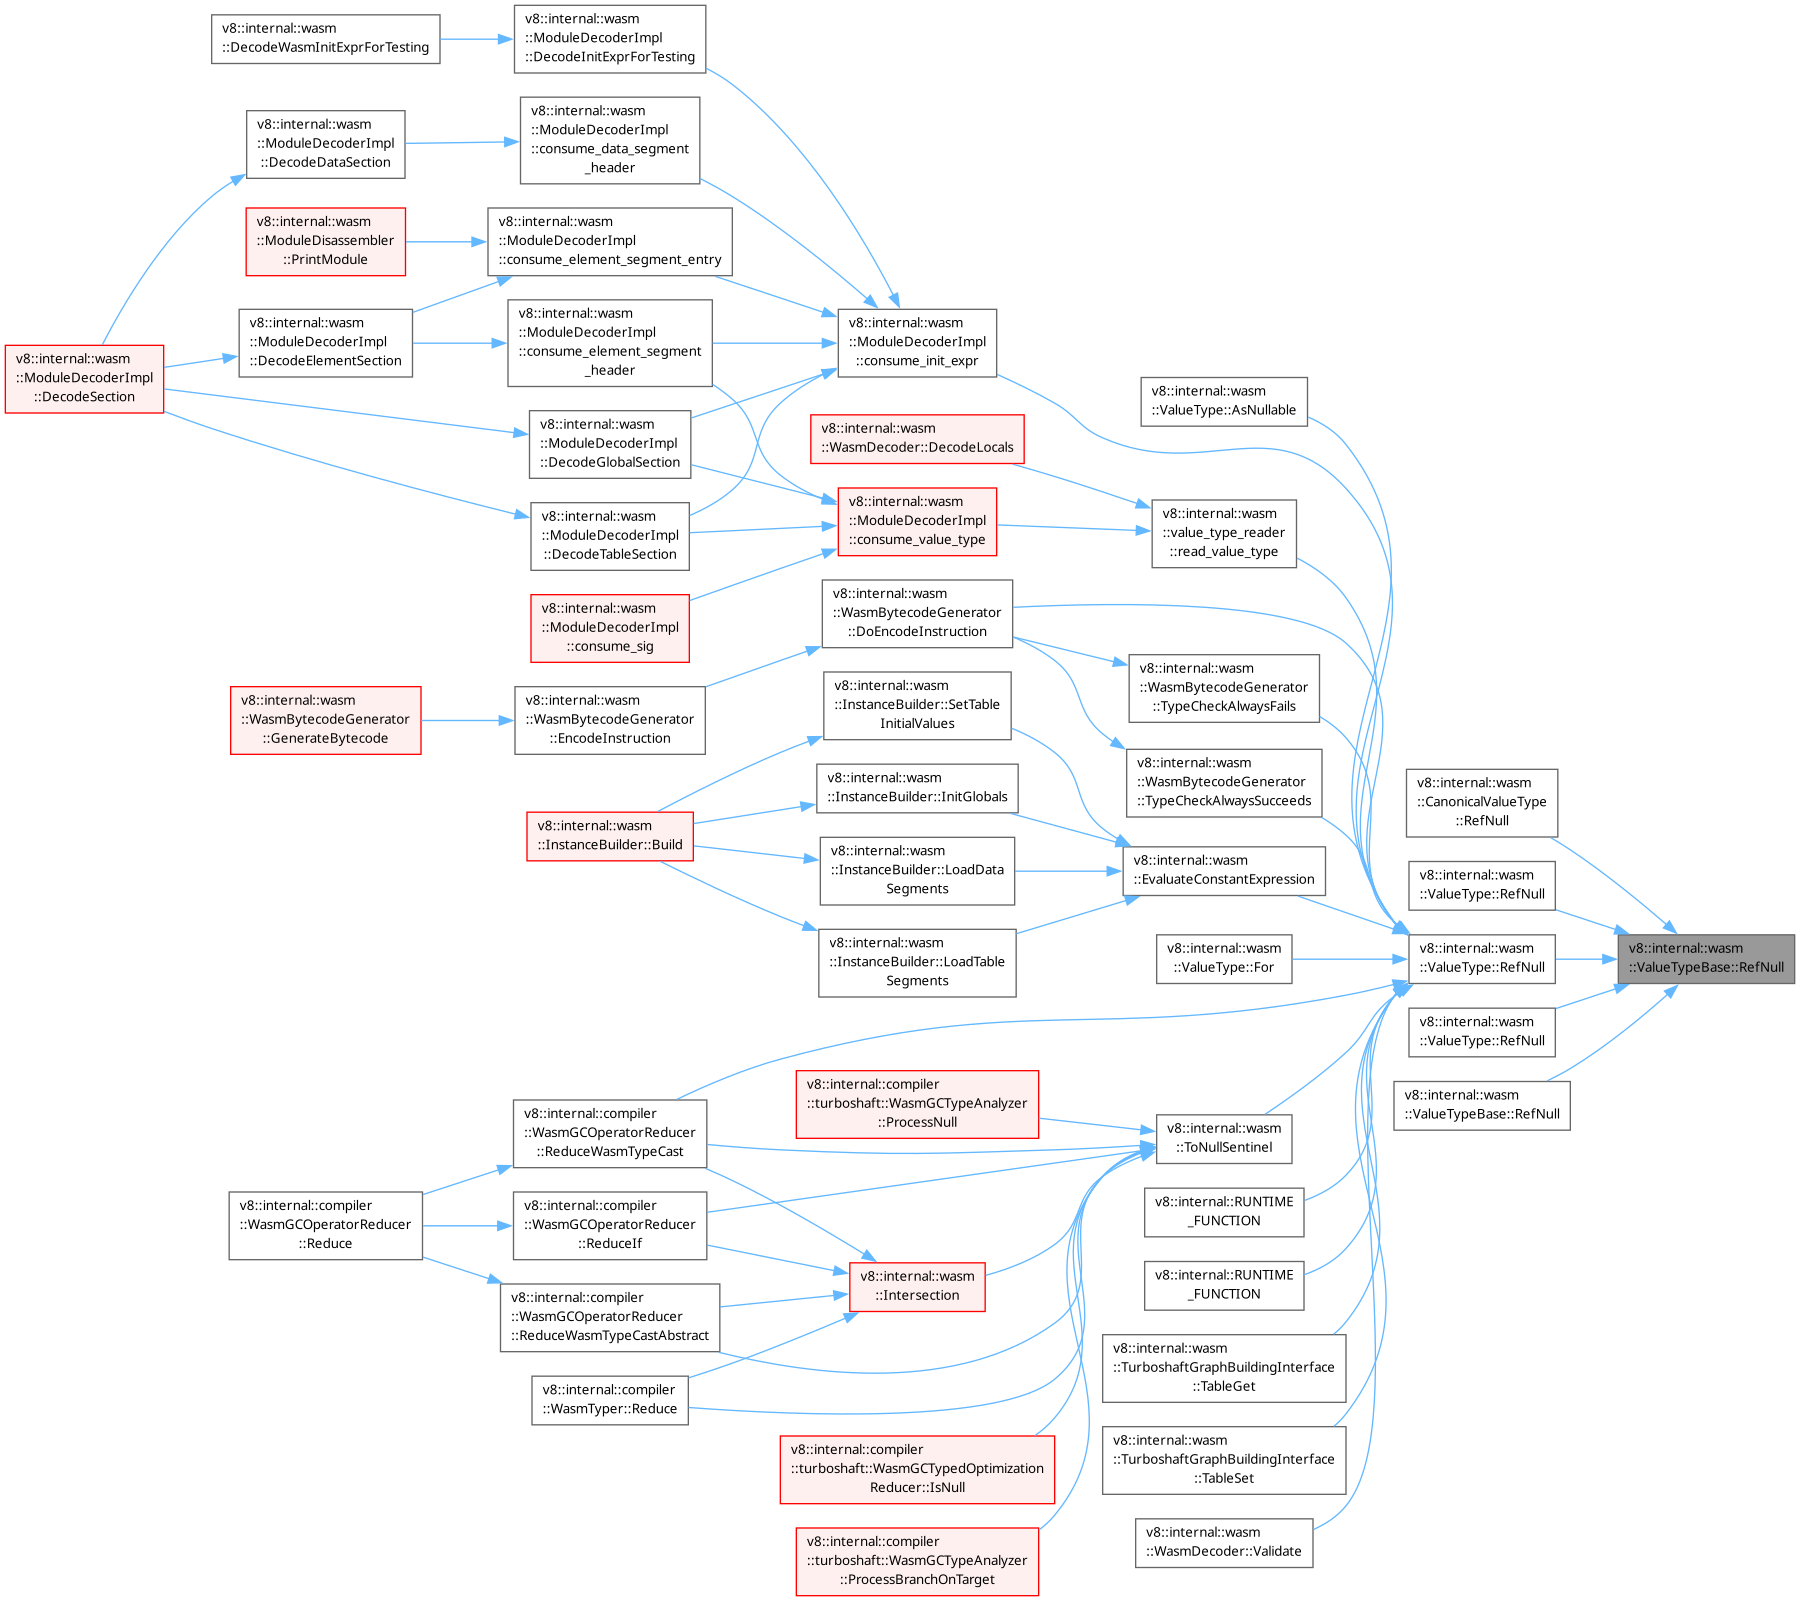 v8::internal::wasm
::DecodeWasmInitExprForTesting
v8::internal::wasm
::ModuleDecoderImpl
::DecodeInitExprForTesting
v8::internal::wasm
::ModuleDecoderImpl
::DecodeDataSection
v8::internal::wasm
::ModuleDecoderImpl
::consume_data_segment
_header
v8::internal::wasm
::ModuleDisassembler
::PrintModule
v8::internal::wasm
::ModuleDecoderImpl
::consume_element_segment_entry
v8::internal::wasm
::ModuleDecoderImpl
::DecodeSection
v8::internal::wasm
::ModuleDecoderImpl
::DecodeElementSection
v8::internal::wasm
::ModuleDecoderImpl
::consume_element_segment
_header
v8::internal::wasm
::ModuleDecoderImpl
::consume_init_expr
v8::internal::wasm
::ValueType::AsNullable
v8::internal::wasm
::ModuleDecoderImpl
::DecodeGlobalSection
v8::internal::wasm
::WasmDecoder::DecodeLocals
v8::internal::wasm
::ModuleDecoderImpl
::DecodeTableSection
v8::internal::wasm
::ModuleDecoderImpl
::consume_value_type
v8::internal::wasm
::value_type_reader
::read_value_type
v8::internal::wasm
::ModuleDecoderImpl
::consume_sig
v8::internal::wasm
::WasmBytecodeGenerator
::DoEncodeInstruction
v8::internal::wasm
::WasmBytecodeGenerator
::TypeCheckAlwaysFails
v8::internal::wasm
::WasmBytecodeGenerator
::GenerateBytecode
v8::internal::wasm
::WasmBytecodeGenerator
::EncodeInstruction
v8::internal::wasm
::InstanceBuilder::SetTable
InitialValues
v8::internal::wasm
::WasmBytecodeGenerator
::TypeCheckAlwaysSucceeds
v8::internal::wasm
::CanonicalValueType
::RefNull
v8::internal::wasm
::InstanceBuilder::InitGlobals
v8::internal::wasm
::InstanceBuilder::Build
v8::internal::wasm
::InstanceBuilder::LoadData
Segments
v8::internal::wasm
::EvaluateConstantExpression
v8::internal::wasm
::ValueType::RefNull
v8::internal::wasm
::InstanceBuilder::LoadTable
Segments
v8::internal::wasm
::ValueType::For
v8::internal::wasm
::ValueType::RefNull
v8::internal::wasm
::ValueTypeBase::RefNull
v8::internal::wasm
::ValueType::RefNull
v8::internal::wasm
::ValueTypeBase::RefNull
v8::internal::compiler
::turboshaft::WasmGCTypeAnalyzer
::ProcessNull
v8::internal::compiler
::WasmGCOperatorReducer
::ReduceWasmTypeCast
v8::internal::wasm
::ToNullSentinel
v8::internal::compiler
::WasmGCOperatorReducer
::Reduce
v8::internal::compiler
::WasmGCOperatorReducer
::ReduceIf
v8::internal::RUNTIME
_FUNCTION
v8::internal::wasm
::Intersection
v8::internal::RUNTIME
_FUNCTION
v8::internal::compiler
::WasmGCOperatorReducer
::ReduceWasmTypeCastAbstract
v8::internal::wasm
::TurboshaftGraphBuildingInterface
::TableGet
v8::internal::compiler
::WasmTyper::Reduce
v8::internal::wasm
::TurboshaftGraphBuildingInterface
::TableSet
v8::internal::compiler
::turboshaft::WasmGCTypedOptimization
Reducer::IsNull
v8::internal::wasm
::WasmDecoder::Validate
v8::internal::compiler
::turboshaft::WasmGCTypeAnalyzer
::ProcessBranchOnTarget